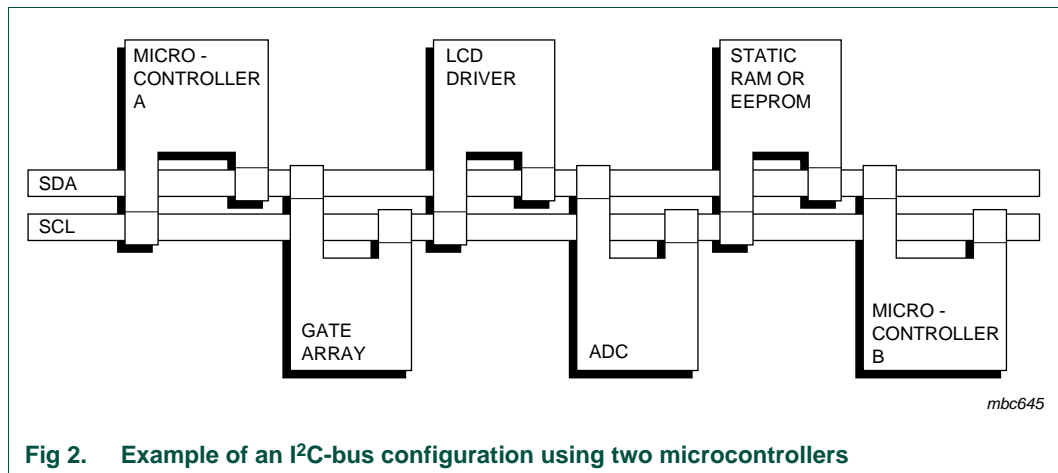 MICRO -
CONTROLLER
A
LCD
DRIVER
STATIC
RAM OR
EEPROM
SDA
SCL
GATE
ARRAY
ADC
MICRO -
CONTROLLER
B
mbc645
Fig 2. Example of an I²C-bus configuration using two microcontrollers